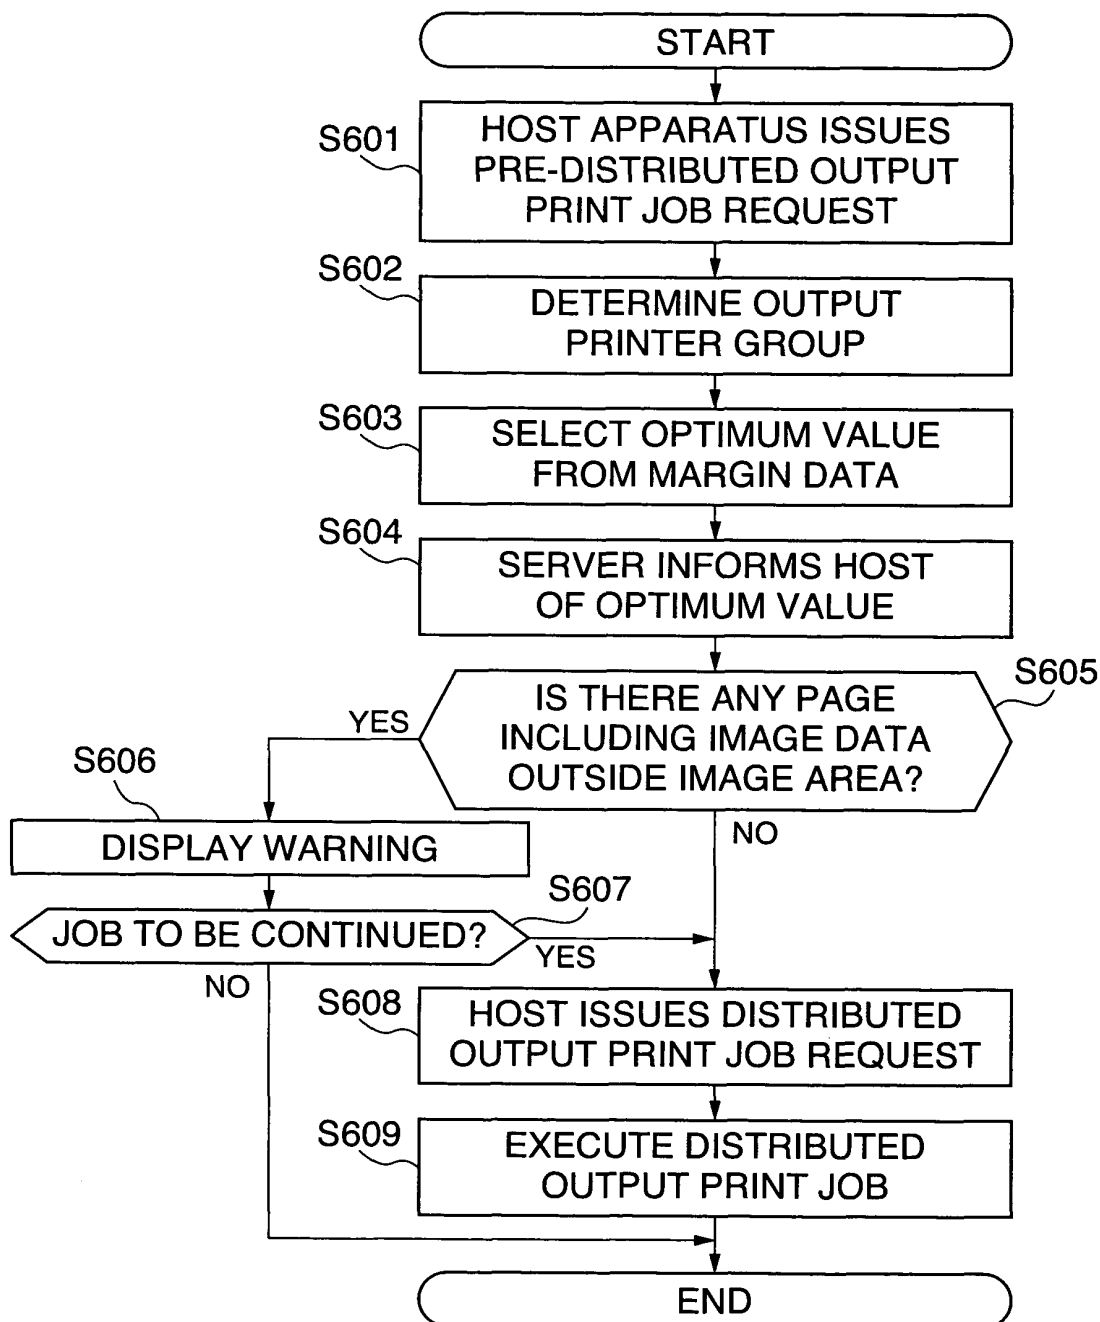 START
S601
HOST APPARATUS ISSUES
PRE-DISTRIBUTED OUTPUT
PRINT JOB REQUEST
S602
DETERMINE OUTPUT
PRINTER GROUP
S603
SELECT OPTIMUM VALUE
FROM MARGIN DATA
S604
SERVER INFORMS HOST
OF OPTIMUM VALUE
S605
IS THERE ANY PAGE
INCLUDING IMAGE DATA
OUTSIDE IMAGE AREA?
YES
NO
S606
DISPLAY WARNING
S607
JOB TO BE CONTINUED?
YES
NO
S608
HOST ISSUES DISTRIBUTED
OUTPUT PRINT JOB REQUEST
S609
EXECUTE DISTRIBUTED
OUTPUT PRINT JOB
END